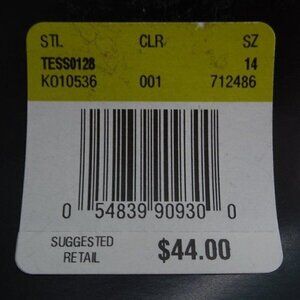 STL CLR SZ
TESS0128 14
K010536 001 712486
0 54839 90930 0
SUGGESTED
RETAIL $44.00